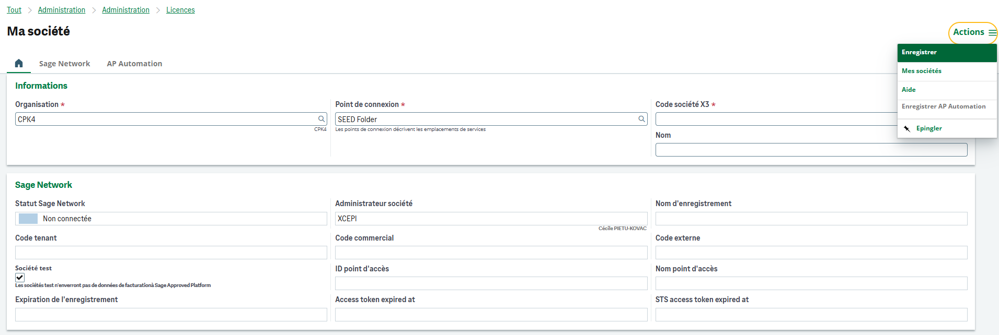 Tout > Administration > Administration > Licences
Ma société
Actions
Enregistrer
Mes sociétés
Aide
Enregistrer AP Automation
Epingler
Sage Network AP Automation
Informations
Organisation * Point de connexion * Code société X3 *
CPK4 SEED Folder
CPK4 Les points de connexion décrivent les emplacements de services
Nom
Sage Network
Statut Sage Network Administrateur société Nom d'enregistrement
Non connectée XCEPI
Cécile PIETU-KOVAC
Code tenant Code commercial Code externe
Société test ID point d'accès Nom point d'accès
Les sociétés test n'enverront pas de données de facturationà Sage Approved Platform
Expiration de l'enregistrement Access token expired at STS access token expired at